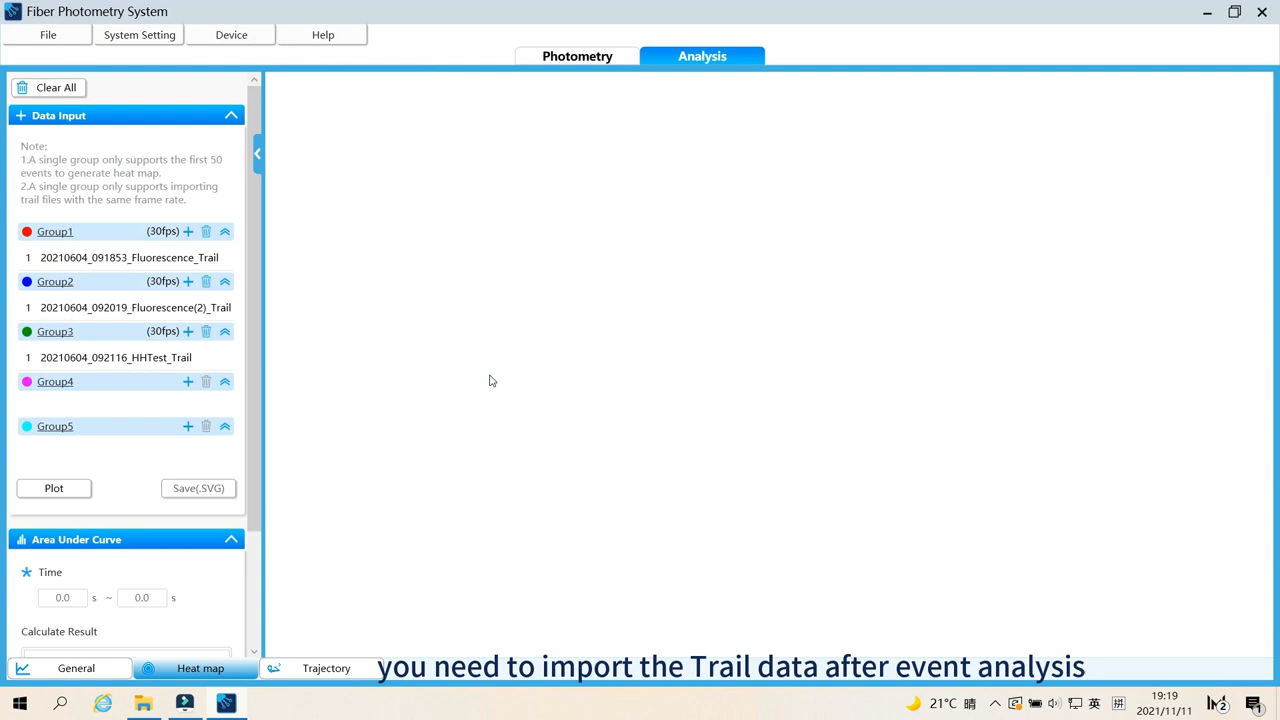 Fiber Photometry System
File
System Setting
Device
Help
Photometry
Analysis
Clear All
Data Input
Note:
1.A single group only supports the first 50
events to generate heat map.
2.A single group only supports importing
trail files with the same frame rate.
Group1 (30fps)
1 20210604_091853_Fluorescence_Trail
Group2 (30fps)
1 20210604_092019_Fluorescence(2)_Trail
Group3 (30fps)
1 20210604_092116_HHTest_Trail
Group4
Group5
Plot
Save(.SVG)
Area Under Curve
Time
0.0 s ~ 0.0 s
Calculate Result
General
Heat map
Trajectory
you need to import the Trail data after event analysis
21°C 晴
英
拼
19:19
2021/11/11
2
1